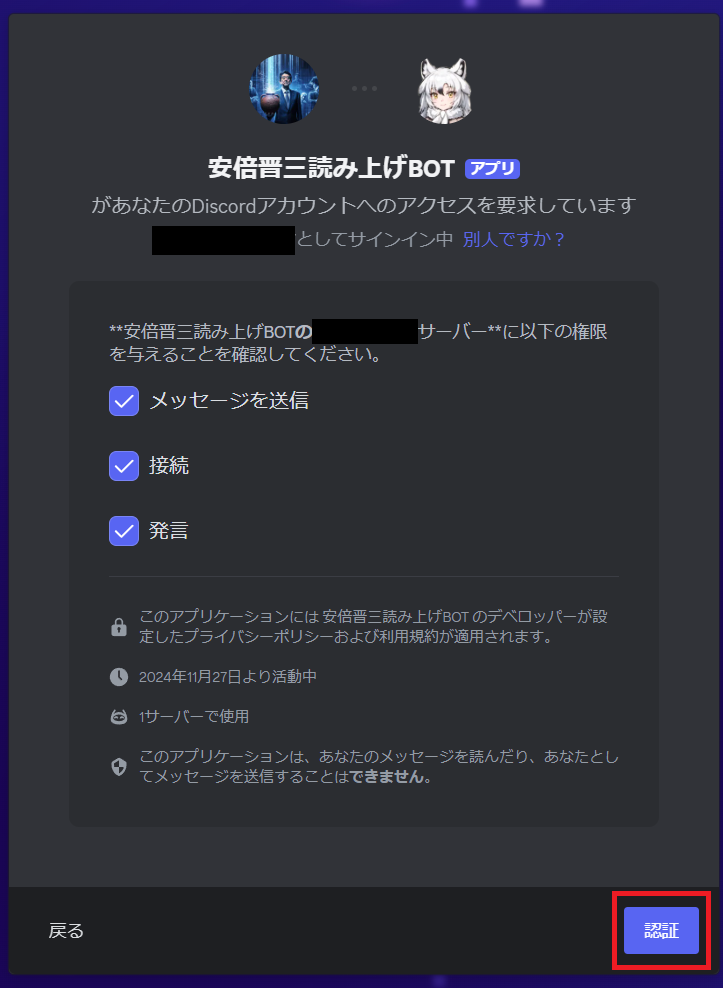 安倍晋三読み上げBOT アプリ
があなたのDiscordアカウントへのアクセスを要求しています
としてサインイン中 別人ですか？
**安倍晋三読み上げBOTの サーバー**に以下の権限
を与えることを確認してください。
メッセージを送信
接続
発言
このアプリケーションには 安倍晋三読み上げBOT のデベロッパーが設
定したプライバシーポリシーおよび利用規約が適用されます。
2024年11月27日より活動中
1サーバーで使用
このアプリケーションは、あなたのメッセージを読んだり、あなたとし
てメッセージを送信することはできません。
戻る
認証